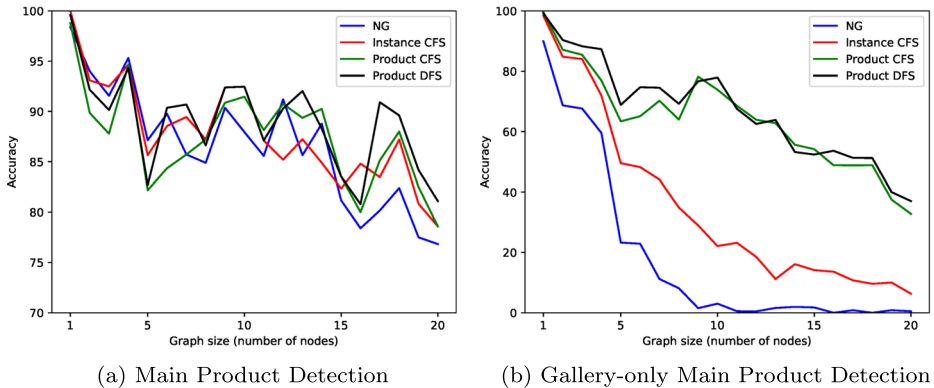 100
95
90
85
80
75
70
Accuracy
1
5
10
15
20
Graph size (number of nodes)
NG
Instance CFS
Product CFS
Product DFS
(a) Main Product Detection
100
80
60
40
20
0
Accuracy
1
5
10
15
20
Graph size (number of nodes)
NG
Instance CFS
Product CFS
Product DFS
(b) Gallery-only Main Product Detection